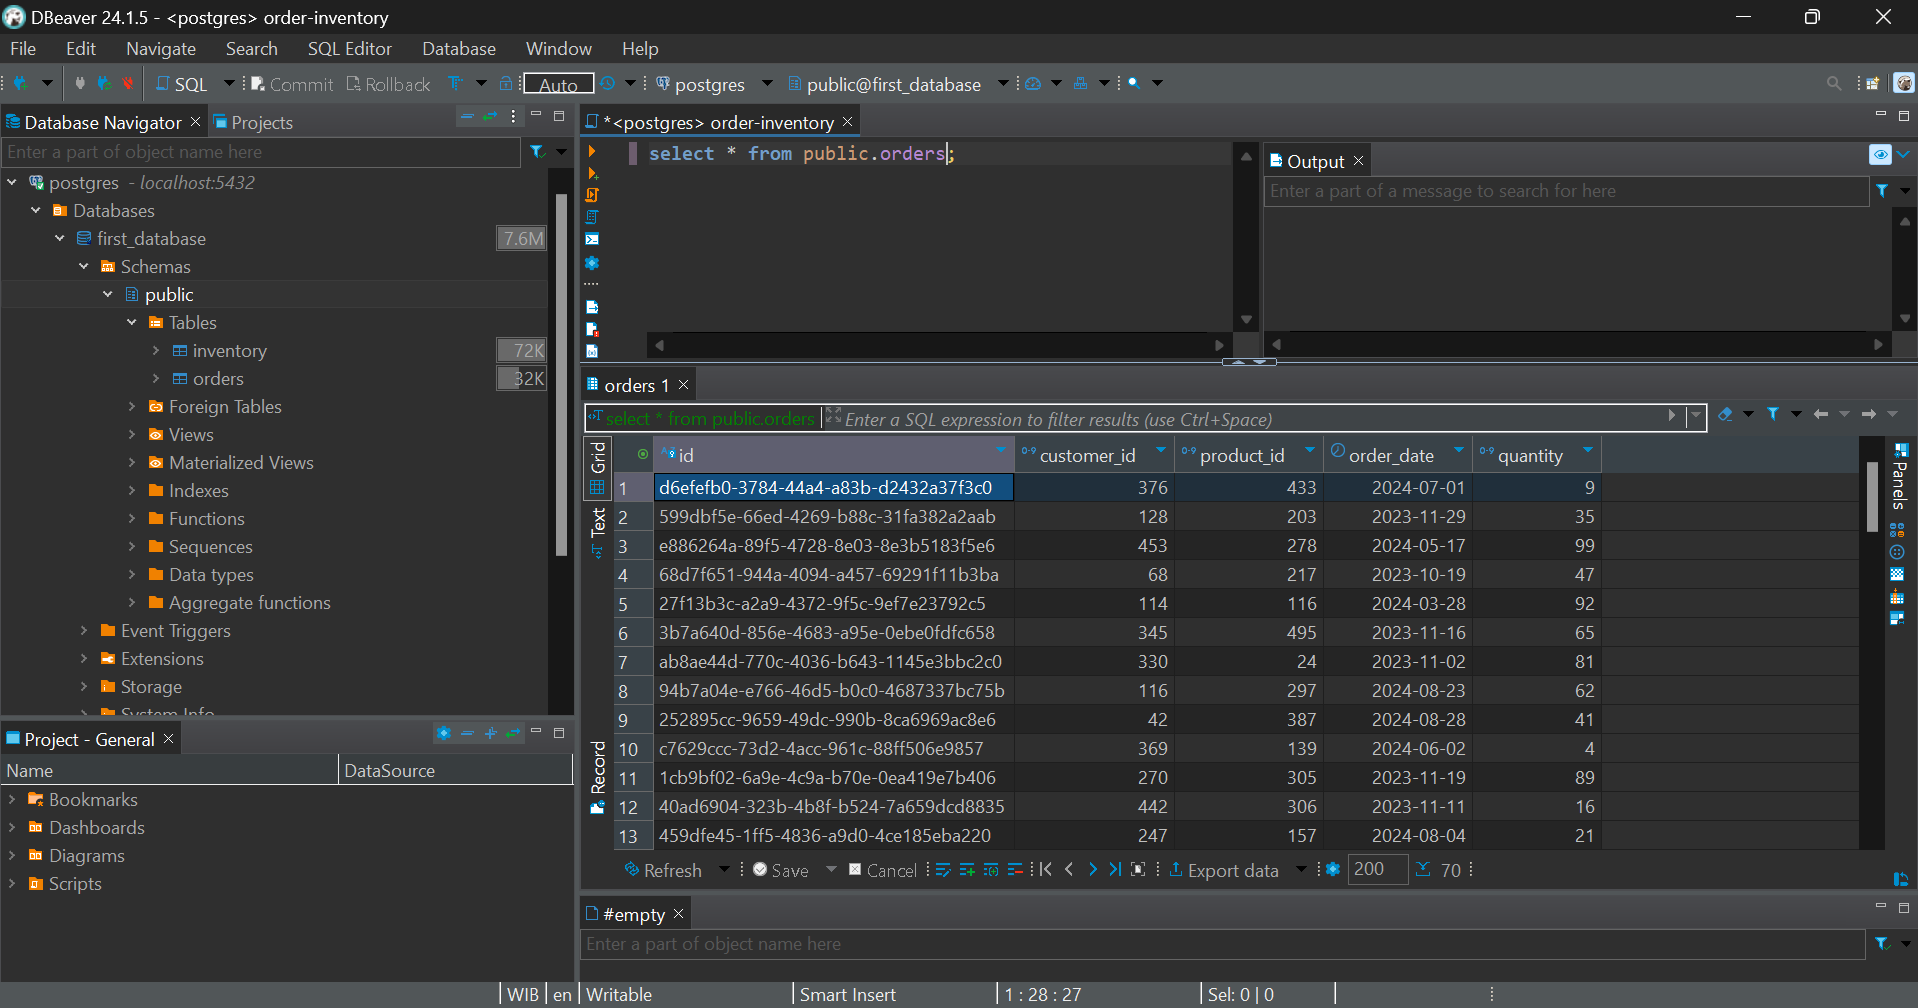 DBeaver 24.1.5 - <postgres> order-inventory
File Edit Navigate Search SQL Editor Database Window Help
SQL Commit Rollback Auto postgres public@first_database
Database Navigator Projects
Enter a part of object name here
postgres - localhost:5432
Databases
first_database 7.6M
Schemas
public
Tables
inventory 72K
orders 32K
Foreign Tables
Views
Materialized Views
Indexes
Functions
Sequences
Data types
Aggregate functions
Event Triggers
Extensions
Storage
System Info
Project - General
Name DataSource
Bookmarks
Dashboards
Diagrams
Scripts
*<postgres> order-inventory
select * from public.orders;
Output
Enter a part of a message to search for here
orders 1
select * from public.orders Enter a SQL expression to filter results (use Ctrl+Space)
Grid
Text
Record
Panels
id customer_id product_id order_date quantity
1 d6efefb0-3784-44a4-a83b-d2432a37f3c0 376 433 2024-07-01 9
2 599dbf5e-66ed-4269-b88c-31fa382a2aab 128 203 2023-11-29 35
3 e886264a-89f5-4728-8e03-8e3b5183f5e6 453 278 2024-05-17 99
4 68d7f651-944a-4094-a457-69291f11b3ba 68 217 2023-10-19 47
5 27f13b3c-a2a9-4372-9f5c-9ef7e23792c5 114 116 2024-03-28 92
6 3b7a640d-856e-4683-a95e-0ebe0fdfc658 345 495 2023-11-16 65
7 ab8ae44d-770c-4036-b643-1145e3bbc2c0 330 24 2023-11-02 81
8 94b7a04e-e766-46d5-b0c0-4687337bc75b 116 297 2024-08-23 62
9 252895cc-9659-49dc-990b-8ca6969ac8e6 42 387 2024-08-28 41
10 c7629ccc-73d2-4acc-961c-88ff506e9857 369 139 2024-06-02 4
11 1cb9bf02-6a9e-4c9a-b70e-0ea419e7b406 270 305 2023-11-19 89
12 40ad6904-323b-4b8f-b524-7a659dcd8835 442 306 2023-11-11 16
13 459dfe45-1ff5-4836-a9d0-4ce185eba220 247 157 2024-08-04 21
Refresh Save Cancel Export data 200 70
#empty
Enter a part of object name here
WIB en Writable Smart Insert 1 : 28 : 27 Sel: 0 | 0